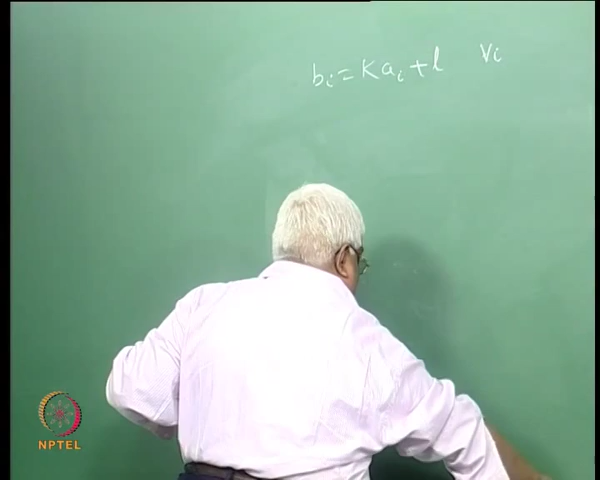 bᵢ = Kaᵢ + l ∀i
NPTEL